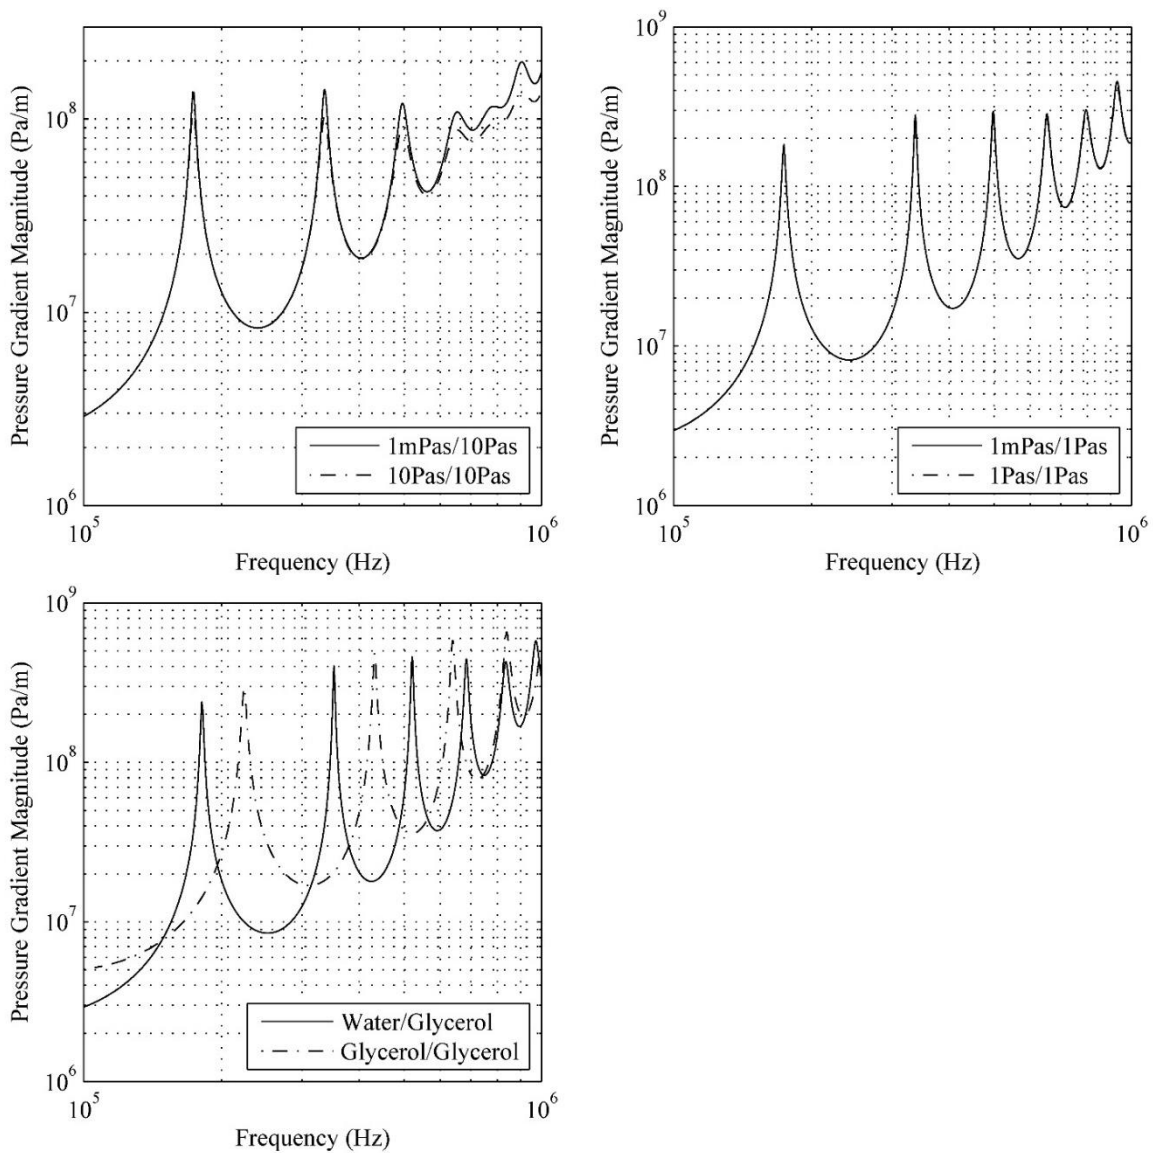 Pressure Gradient Magnitude (Pa/m)
10^8
10^7
10^6
1mPas/10Pas
10Pas/10Pas
10^5
10^6
Frequency (Hz)
Pressure Gradient Magnitude (Pa/m)
10^9
10^8
10^7
10^6
1mPas/1Pas
1Pas/1Pas
10^5
10^6
Frequency (Hz)
Pressure Gradient Magnitude (Pa/m)
10^9
10^8
10^7
10^6
Water/Glycerol
Glycerol/Glycerol
10^5
10^6
Frequency (Hz)